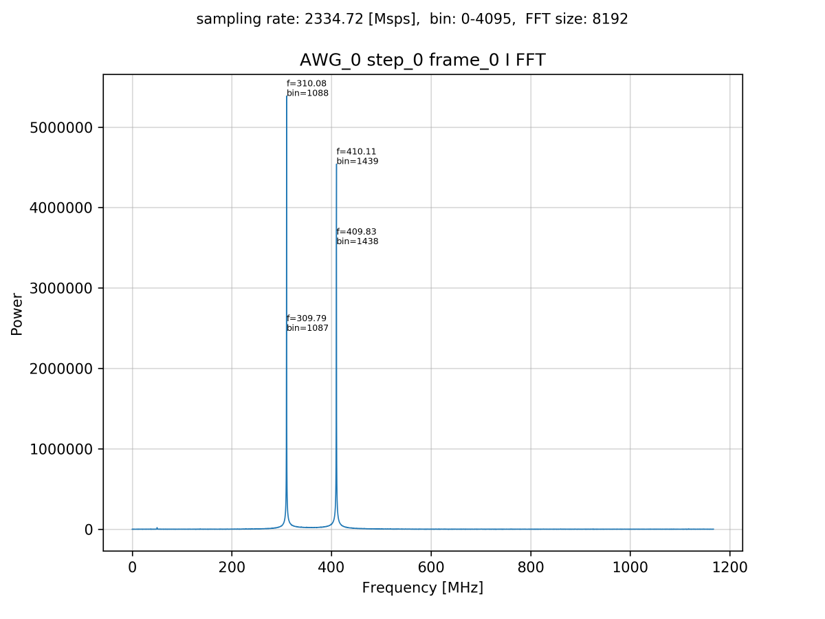 sampling rate: 2334.72 [Msps],  bin: 0-4095,  FFT size: 8192
AWG_0 step_0 frame_0 I FFT
f=310.08
bin=1088
f=410.11
bin=1439
f=409.83
bin=1438
f=309.79
bin=1087
5000000
4000000
3000000
2000000
1000000
0
Power
0 200 400 600 800 1000 1200
Frequency [MHz]